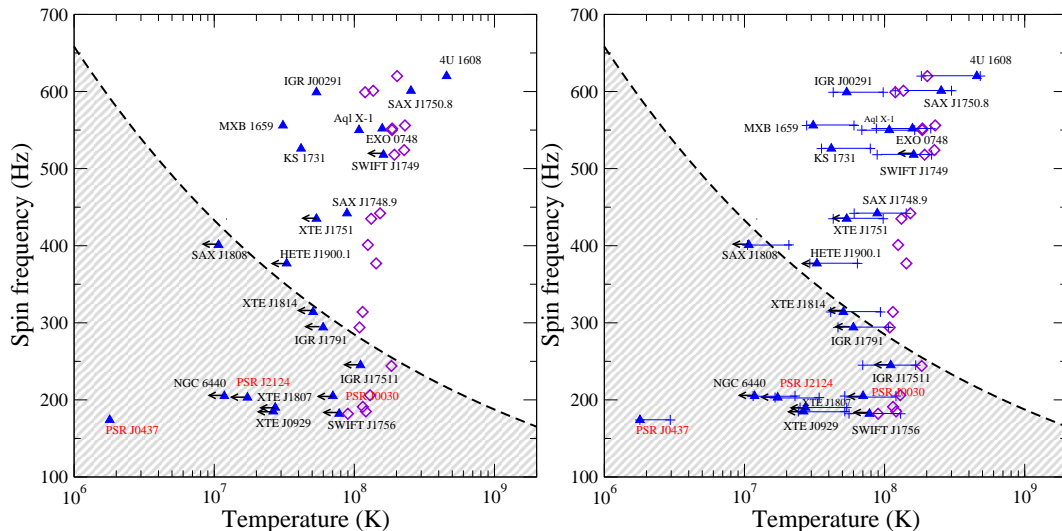 700
600
500
400
300
200
100
Spin frequency (Hz)
4U 1608
IGR J00291
SAX J1750.8
MXB 1659
Aql X-1
EXO 0748
KS 1731
SWIFT J1749
SAX J1748.9
XTE J1751
SAX J1808
HETE J1900.1
XTE J1814
IGR J1791
IGR J17511
NGC 6440
PSR J2124
XTE J1807
PSR J0030
XTE J0929
SWIFT J1756
PSR J0437
10^6
10^7
10^8
10^9
Temperature (K)
700
600
500
400
300
200
100
Spin frequency (Hz)
4U 1608
IGR J00291
SAX J1750.8
MXB 1659
Aql X-1
EXO 0748
KS 1731
SWIFT J1749
SAX J1748.9
XTE J1751
SAX J1808
HETE J1900.1
XTE J1814
IGR J1791
IGR J17511
NGC 6440
PSR J2124
PSR J0030
XTE J1807
XTE J0929
SWIFT J1756
PSR J0437
10^6
10^7
10^8
10^9
Temperature (K)